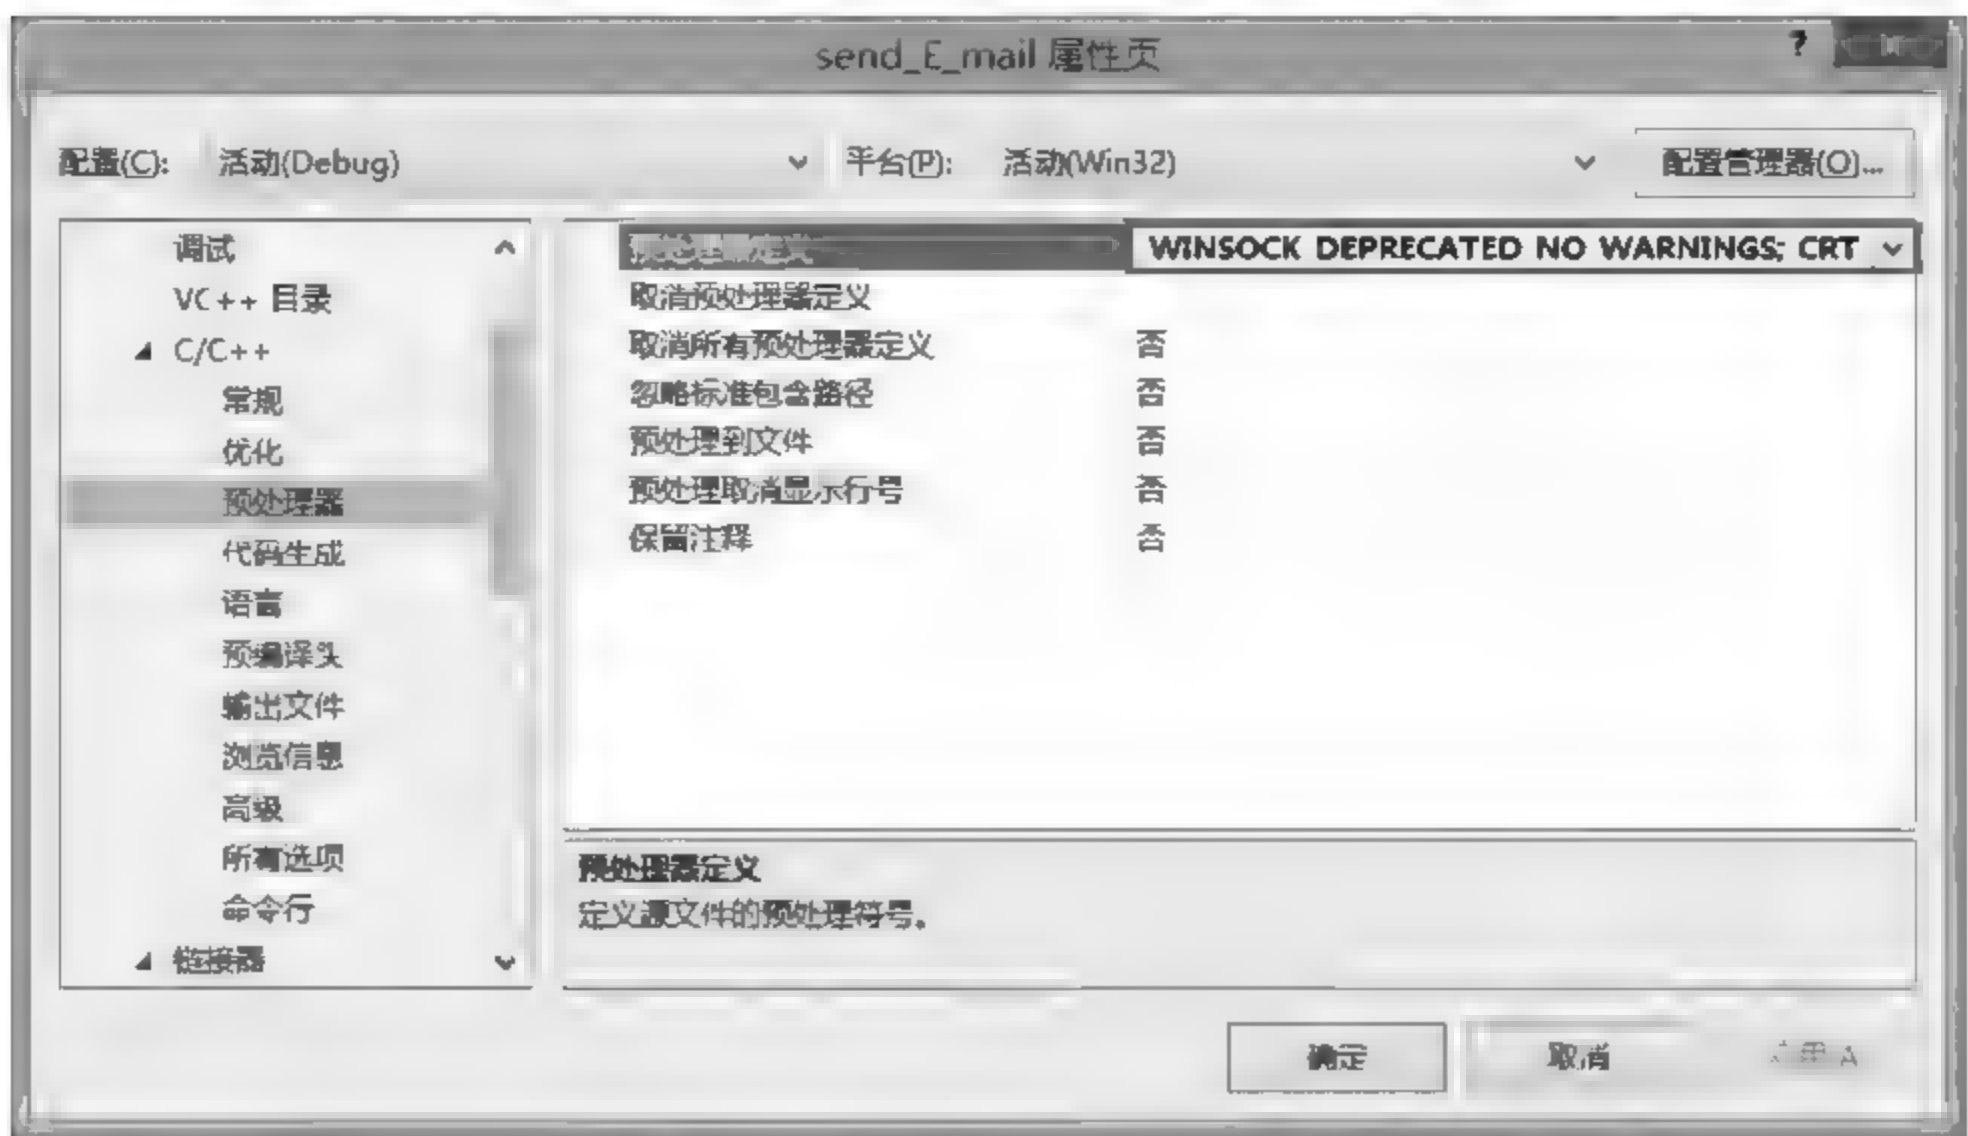 send_E_mail 属性页 ?
配置(C): 活动(Debug) 平台(P): 活动(Win32) 配置管理器(O)...
调试
VC++ 目录
C/C++
常规
优化
预处理器
代码生成
语言
预编译头
输出文件
浏览信息
高级
所有选项
命令行
链接器
预处理器定义 WINSOCK DEPRECATED NO WARNINGS; CRT
取消预处理器定义
取消所有预处理器定义 否
忽略标准包含路径 否
预处理到文件 否
预处理取消显示行号 否
保留注释 否
预处理器定义
定义源文件的预处理符号。
确定 取消